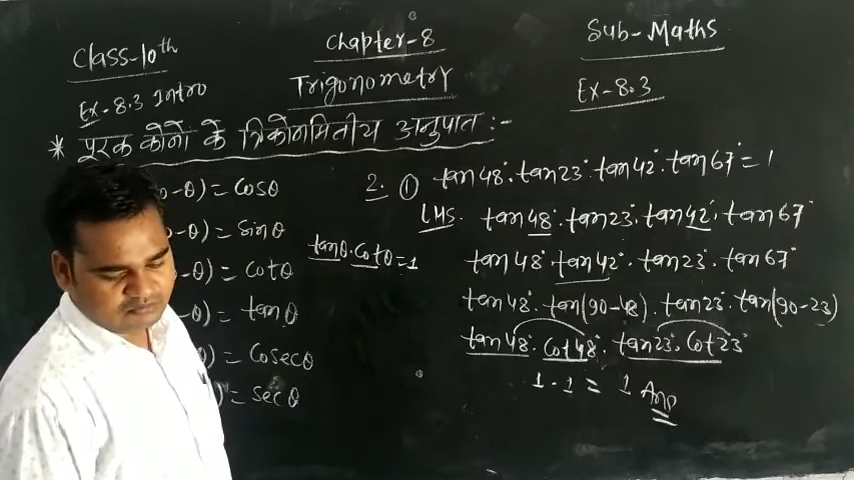 Class-10th
Chapter-8
Sub-Maths
Ex-8.3 Intro
Trigonometry
Ex-8.3
* पूरक कोणों के त्रिकोणमितीय अनुपात :-
-θ) = Cosθ
-θ) = sinθ
-θ) = cotθ
-θ) = tanθ
) = Cosecθ
) = secθ
tanθ·Cotθ=1
2. ① tan48°·tan23°·tan42°·tan67° = 1
LHS. tan48°·tan23°·tan42°·tan67°
tan48°·tan42°·tan23°·tan67°
tan48°·tan(90-48)·tan23°·tan(90-23)
tan48°·Cot48°·tan23°·Cot23°
1·1 = 1 Ans